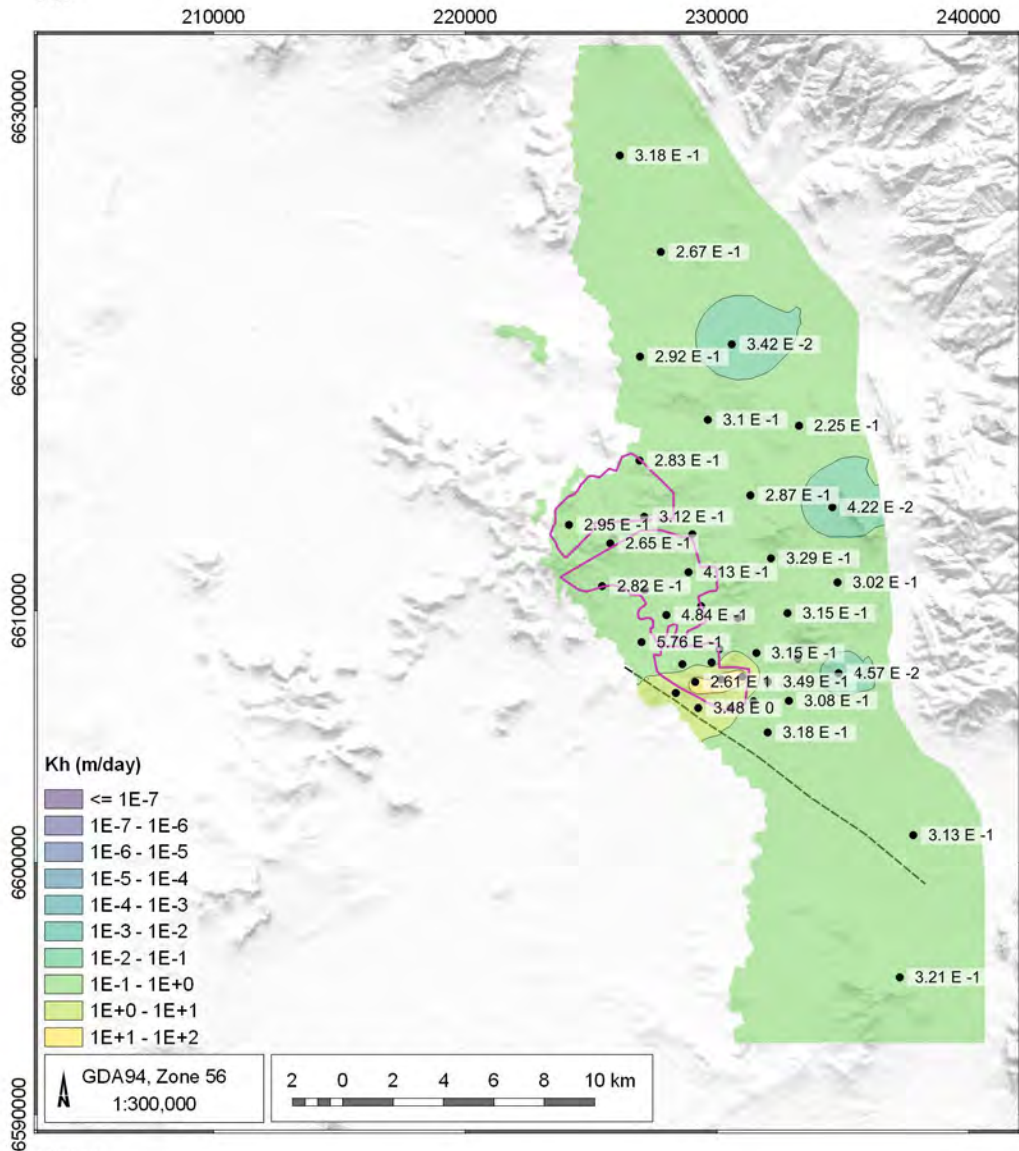 210000
220000
230000
240000
6630000
3.18 E -1
2.67 E -1
6620000
3.42 E -2
2.92 E -1
3.1 E -1
2.25 E -1
2.83 E -1
2.87 E -1
4.22 E -2
3.12 E -1
2.95 E -1
2.65 E -1
3.29 E -1
4.13 E -1
3.02 E -1
2.82 E -1
6610000
4.84 E -1
3.15 E -1
5.76 E -1
3.15 E -1
4.57 E -2
2.61 E 1
3.49 E -1
3.08 E -1
3.48 E 0
3.18 E -1
3.13 E -1
6600000
3.21 E -1
6590000
Kh (m/day)
<= 1E-7
1E-7 - 1E-6
1E-6 - 1E-5
1E-5 - 1E-4
1E-4 - 1E-3
1E-3 - 1E-2
1E-2 - 1E-1
1E-1 - 1E+0
1E+0 - 1E+1
1E+1 - 1E+2
N
GDA94, Zone 56
1:300,000
2 0 2 4 6 8 10 km